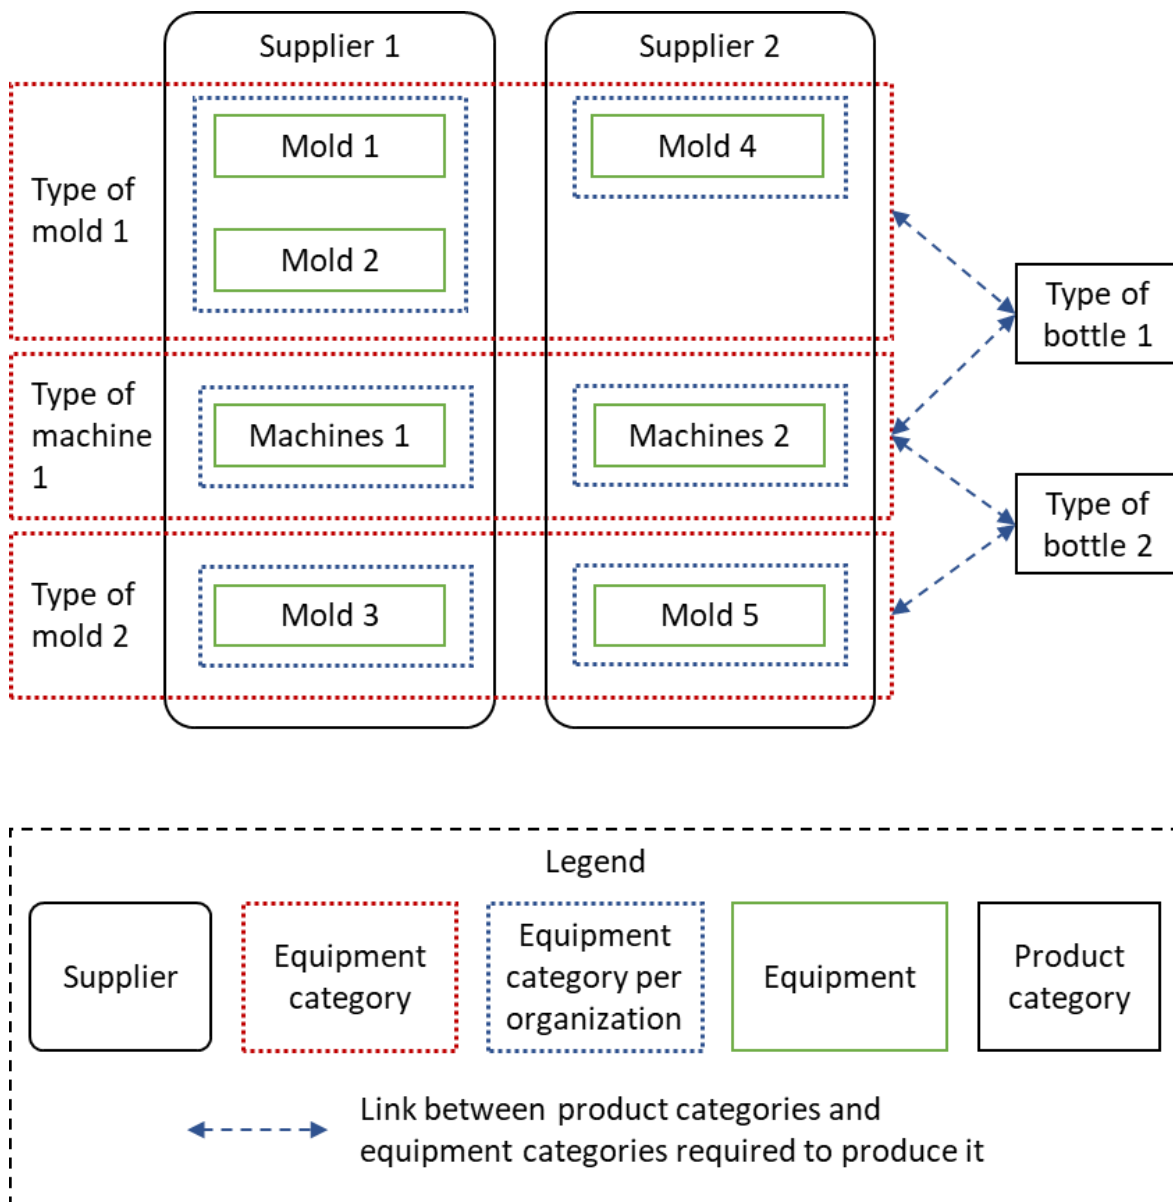 Supplier 1
Supplier 2
Type of
mold 1
Mold 1
Mold 4
Mold 2
Type of
bottle 1
Type of
machine
1
Machines 1
Machines 2
Type of
bottle 2
Type of
mold 2
Mold 3
Mold 5
Legend
Supplier
Equipment
category
Equipment
category per
organization
Equipment
Product
category
Link between product categories and
equipment categories required to produce it